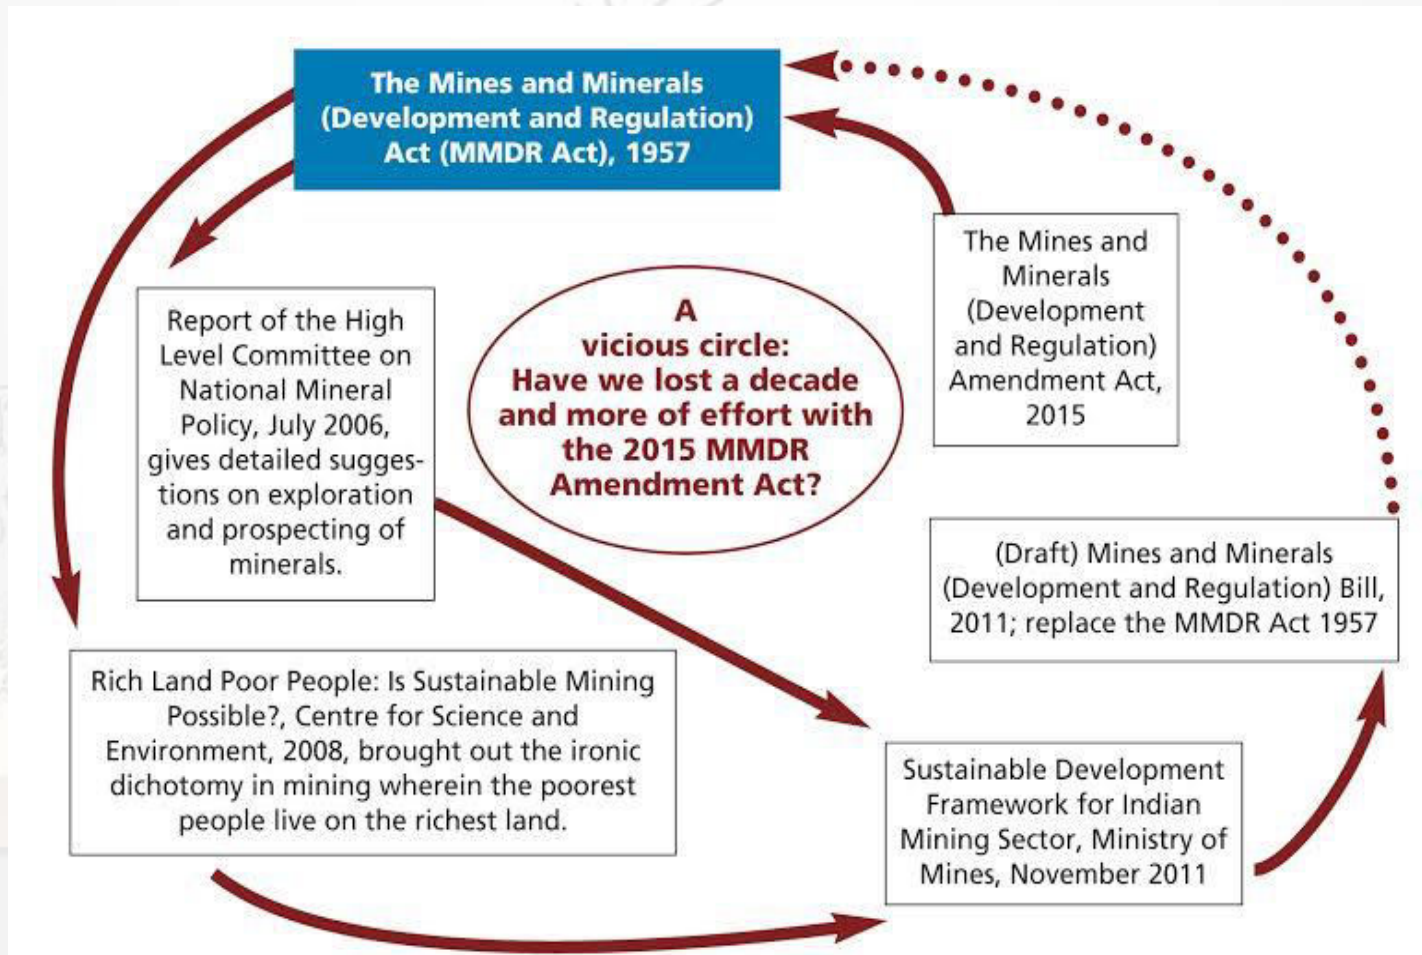 The Mines and Minerals
(Development and Regulation)
Act (MMDR Act), 1957
The Mines and
Minerals
(Development
and Regulation)
Amendment Act,
2015
Report of the High
Level Committee on
National Mineral
Policy, July 2006,
gives detailed sugges-
tions on exploration
and prospecting of
minerals.
A
vicious circle:
Have we lost a decade
and more of effort with
the 2015 MMDR
Amendment Act?
(Draft) Mines and Minerals
(Development and Regulation) Bill,
2011; replace the MMDR Act 1957
Rich Land Poor People: Is Sustainable Mining
Possible?, Centre for Science and
Environment, 2008, brought out the ironic
dichotomy in mining wherein the poorest
people live on the richest land.
Sustainable Development
Framework for Indian
Mining Sector, Ministry of
Mines, November 2011